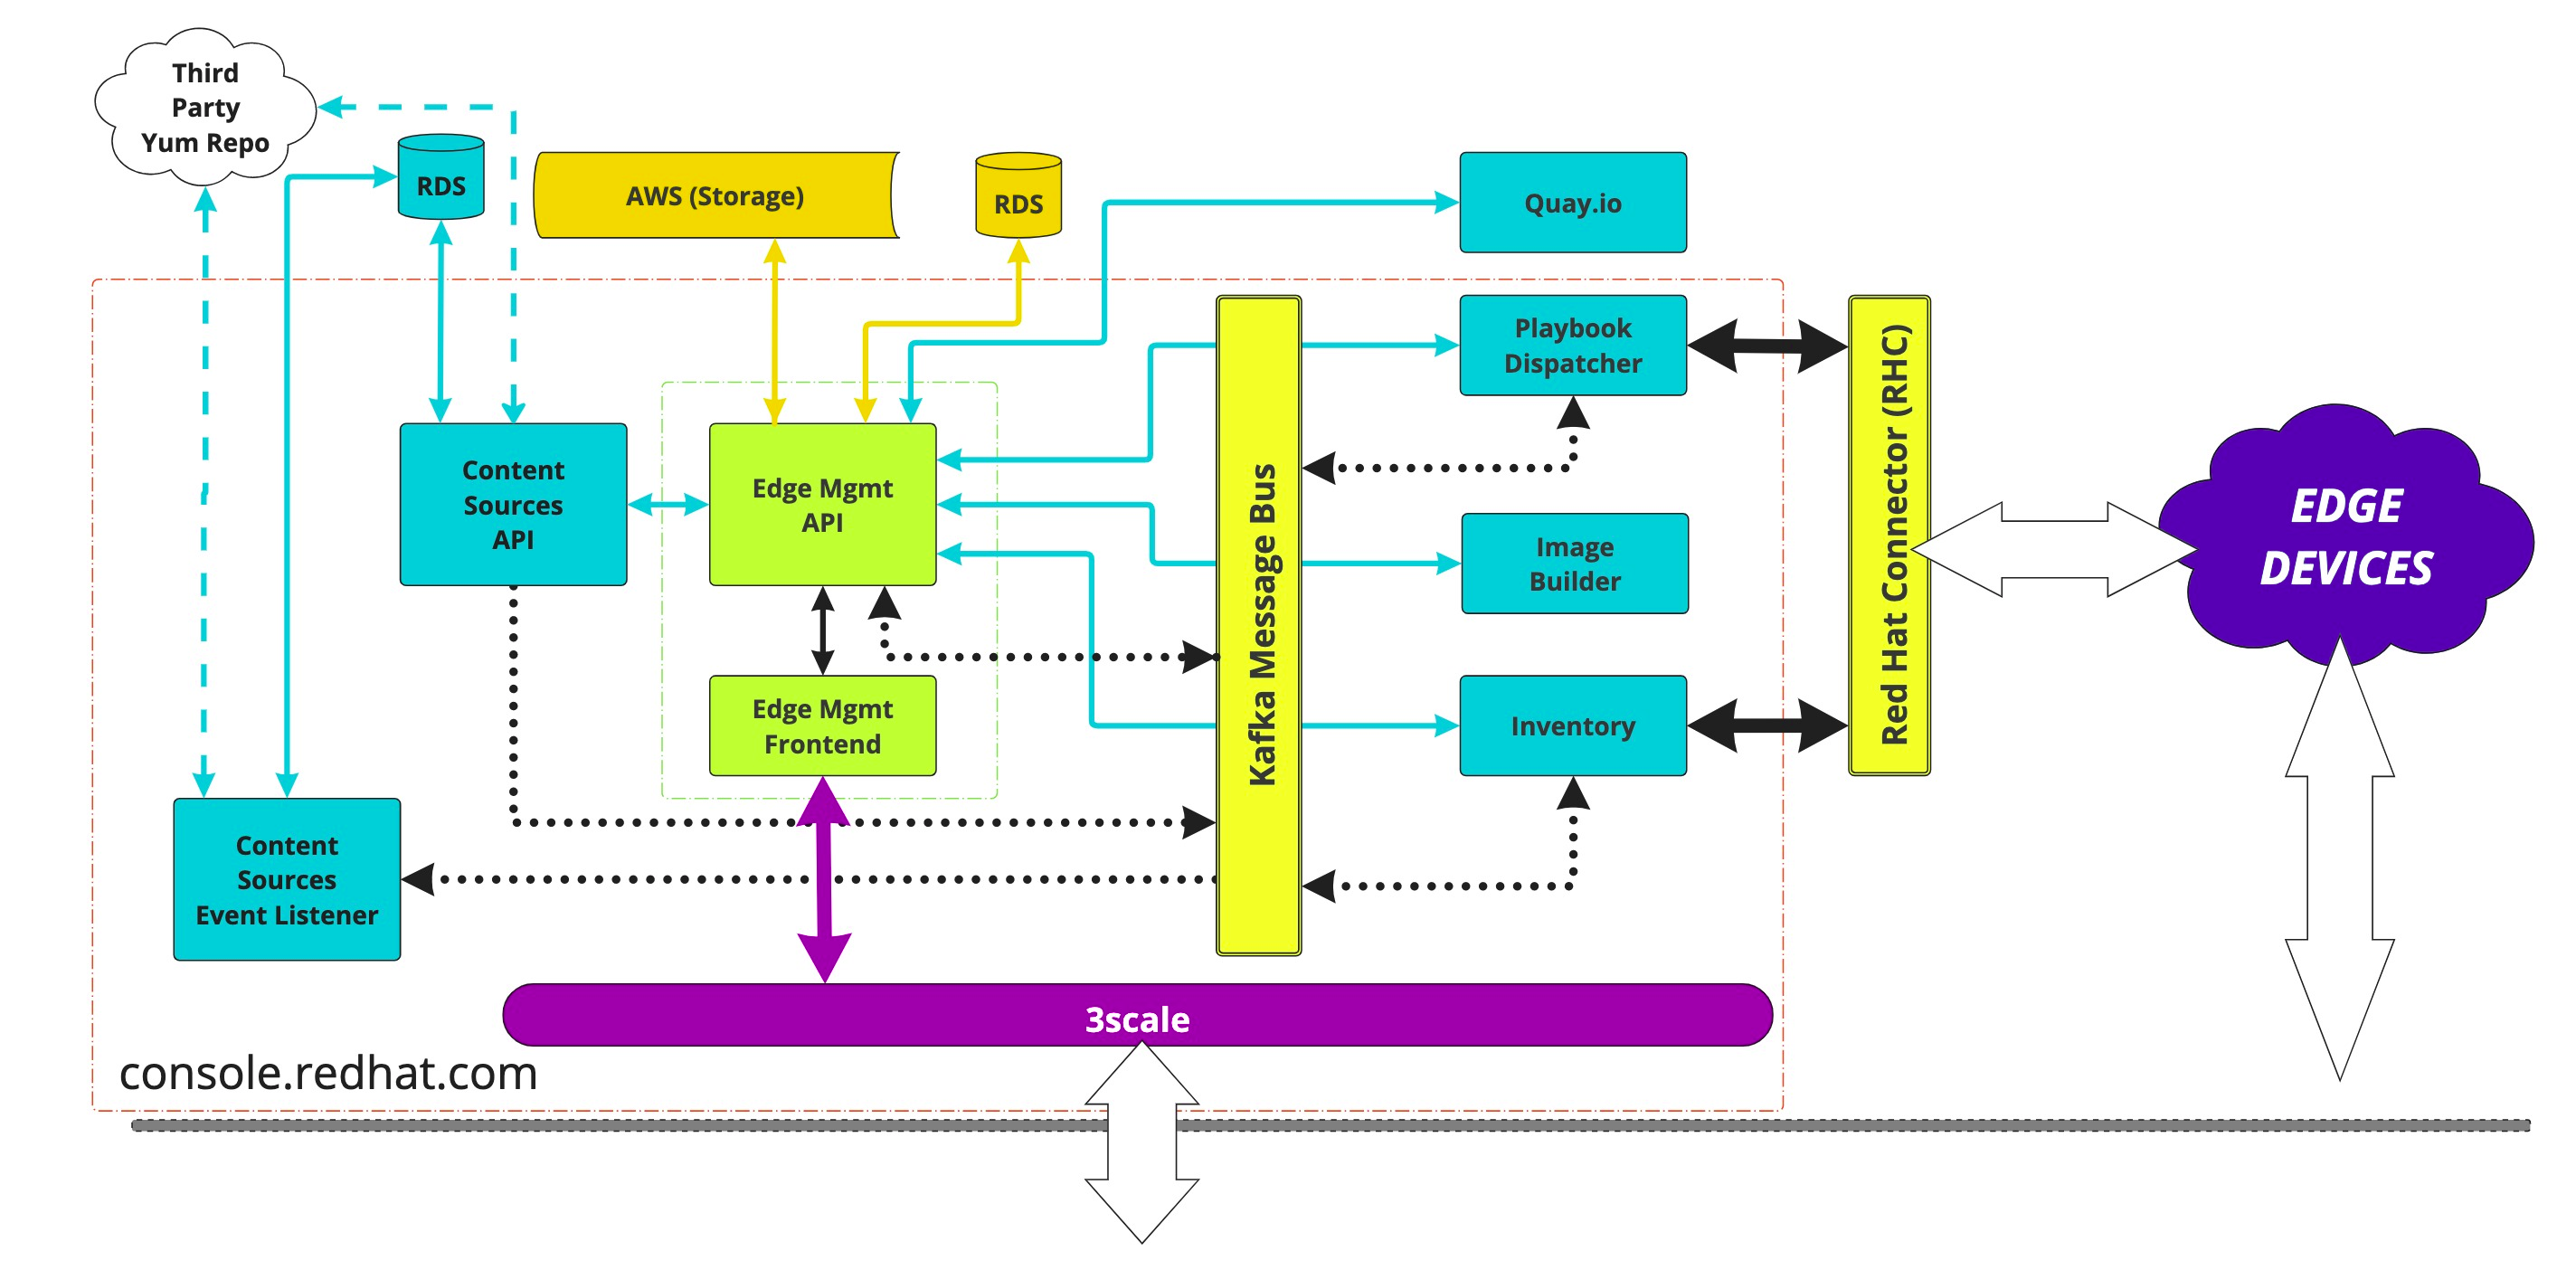 Third
Party
Yum Repo
RDS
AWS (Storage)
RDS
Quay.io
Playbook
Dispatcher
Content
Sources
API
Edge Mgmt
API
Kafka Message Bus
Image
Builder
Red Hat Connector (RHC)
EDGE
DEVICES
Edge Mgmt
Frontend
Inventory
Content
Sources
Event Listener
3scale
console.redhat.com